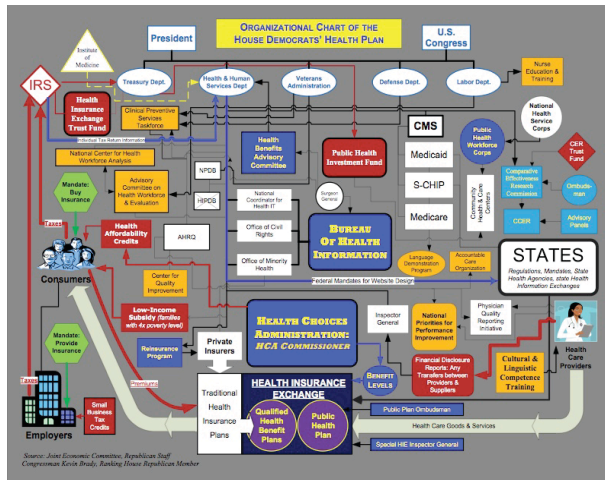 ORGANIZATIONAL CHART OF THE
HOUSE DEMOCRATS' HEALTH PLAN
President
U.S.
Congress
Institute
of
Medicine
Treasury Dept.
Health & Human
Services Dept
Veterans
Administration
Defense Dept.
Labor Dept.
Nurse
Education &
Training
IRS
Health
Insurance
Exchange
Trust Fund
Clinical Preventive
Services
Taskforce
Individual Tax Return Information
National Center for Health
Workforce Analysis
Advisory
Committee on
Health Workforce
& Evaluation
NPDB
HIPDB
AHRQ
Health
Benefits
Advisory
Committee
Public Health
Investment Fund
CMS
Medicaid
S-CHIP
Medicare
Public
Health
Workforce
Corps
National
Health
Service
Corps
CER
Trust
Fund
Comparative
Effectiveness
Research
Commission
Ombuds-
man
CCER
Advisory
Panels
Community
Health & Care
Centers
Mandate:
Buy
Insurance
Taxes
Health
Affordability
Credits
National
Coordinator for
Health IT
Office of Civil
Rights
Office of Minority
Health
Surgeon
General
BUREAU
OF HEALTH
INFORMATION
Language
Demonstration
Program
Accountable
Care
Organization
STATES
Regulations, Mandates, State
Health Agencies, state Health
Information Exchanges
Consumers
Center for
Quality
Improvement
Federal Mandates for Website Design
Low-Income
Subsidy (families
with 4x poverty level)
HEALTH CHOICES
ADMINISTRATION:
HCA COMMISSIONER
Inspector
General
National
Priorities for
Performance
Improvement
Physician
Quality
Reporting
Initiative
Health
Care
Providers
Mandate:
Provide
Insurance
Reinsurance
Program
Private
Insurers
BENEFIT
LEVELS
Financial Disclosure
Reports: Any
Transfers between
Providers &
Suppliers
Cultural &
Linguistic
Competence
Training
Taxes
Premiums
Traditional
Health
Insurance
Plans
HEALTH INSURANCE
EXCHANGE
Qualified
Health
Benefit
Plans
Public
Health
Plan
Public Plan Ombudsman
Health Care Goods & Services
Special HIE Inspector General
Small
Business
Tax
Credits
Employers
Source: Joint Economic Committee, Republican Staff
Congressman Kevin Brady, Ranking House Republican Member